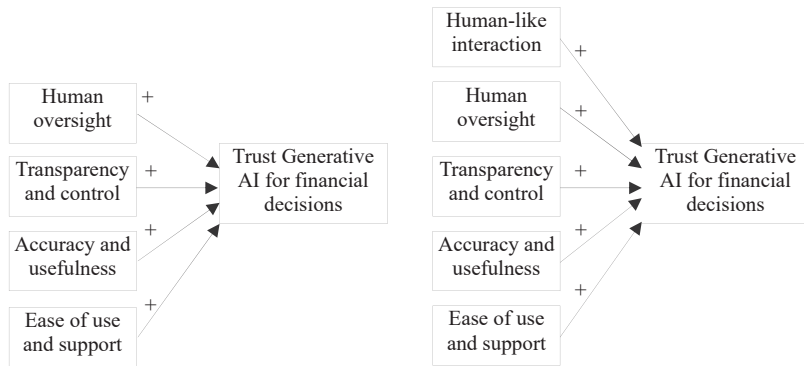 Human
oversight
+
Transparency
and control
+
Accuracy and
usefulness
+
Ease of use
and support
+
Trust Generative
AI for financial
decisions
Human-like
interaction
+
Human
oversight
+
Transparency
and control
+
Accuracy and
usefulness
+
Ease of use
and support
+
Trust Generative
AI for financial
decisions